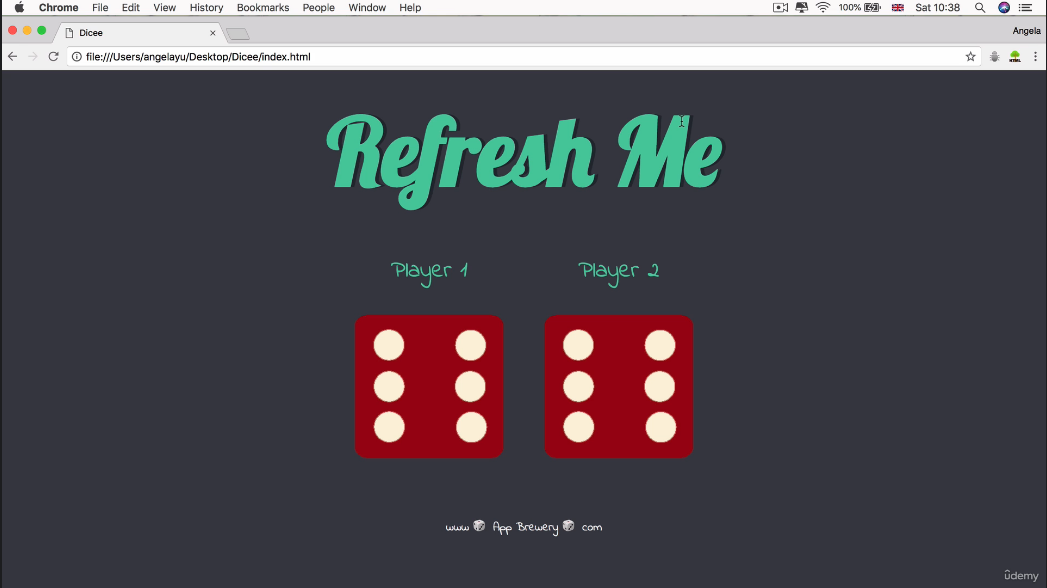 Chrome File Edit View History Bookmarks People Window Help 100% Sat 10:38
Dicee Angela
file:///Users/angelayu/Desktop/Dicee/index.html
Refresh Me
Player 1 Player 2
www App Brewery com
ûdemy